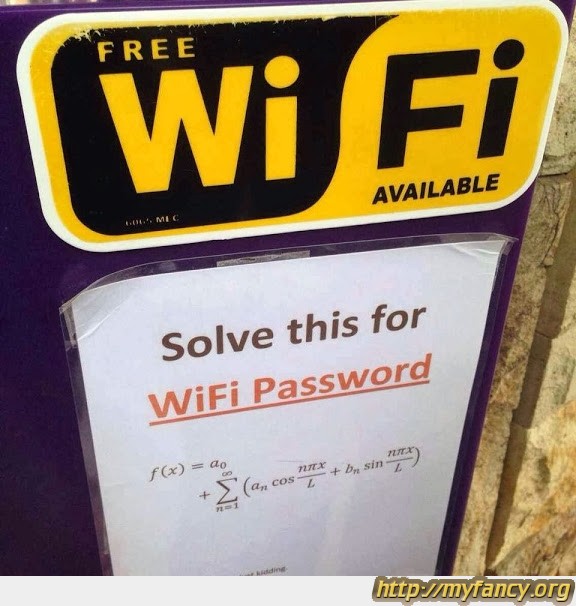 FREE
WiFi
AVAILABLE
Solve this for
WiFi Password
f(x) = a₀
+ ∑_{n=1}^{∞} (aₙ cos nπx/L + bₙ sin nπx/L)
kidding
http://myfancy.org